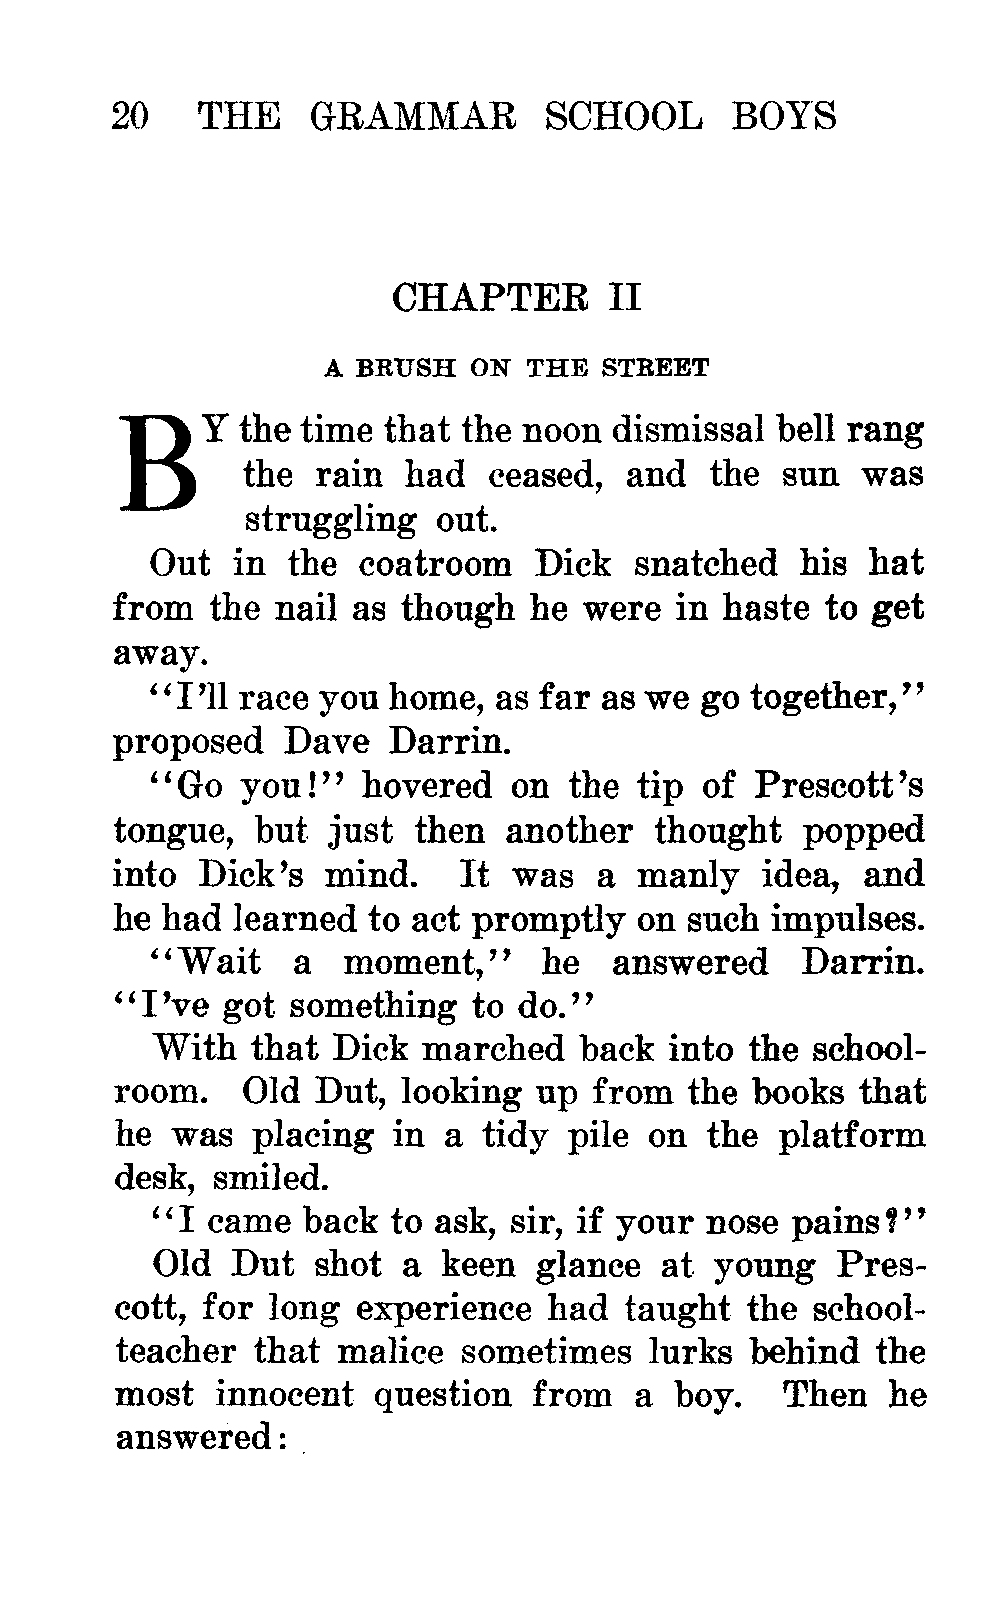 20 THE GRAMMAR SCHOOL BOYS
CHAPTER II
A BRUSH ON THE STREET
BY the time that the noon dismissal bell rang
the rain had ceased, and the sun was
struggling out.
Out in the coatroom Dick snatched his hat
from the nail as though he were in haste to get
away.
“I’ll race you home, as far as we go together,”
proposed Dave Darrin.
“Go you!” hovered on the tip of Prescott’s
tongue, but just then another thought popped
into Dick’s mind. It was a manly idea, and
he had learned to act promptly on such impulses.
“Wait a moment,” he answered Darrin.
“I’ve got something to do.”
With that Dick marched back into the school-
room. Old Dut, looking up from the books that
he was placing in a tidy pile on the platform
desk, smiled.
“I came back to ask, sir, if your nose pains?”
Old Dut shot a keen glance at young Pres-
cott, for long experience had taught the school-
teacher that malice sometimes lurks behind the
most innocent question from a boy. Then he
answered: